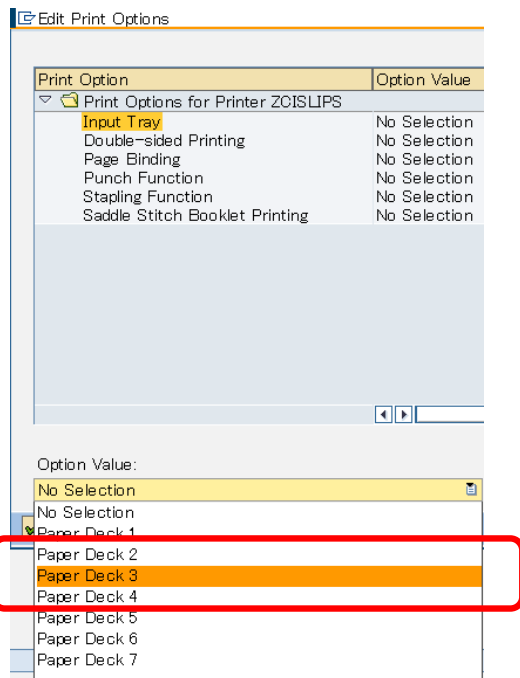 Edit Print Options
Print Option Option Value
Print Options for Printer ZCISLIPS
Input Tray No Selection
Double-sided Printing No Selection
Page Binding No Selection
Punch Function No Selection
Stapling Function No Selection
Saddle Stitch Booklet Printing No Selection
Option Value:
No Selection
No Selection
Paper Deck 1
Paper Deck 2
Paper Deck 3
Paper Deck 4
Paper Deck 5
Paper Deck 6
Paper Deck 7